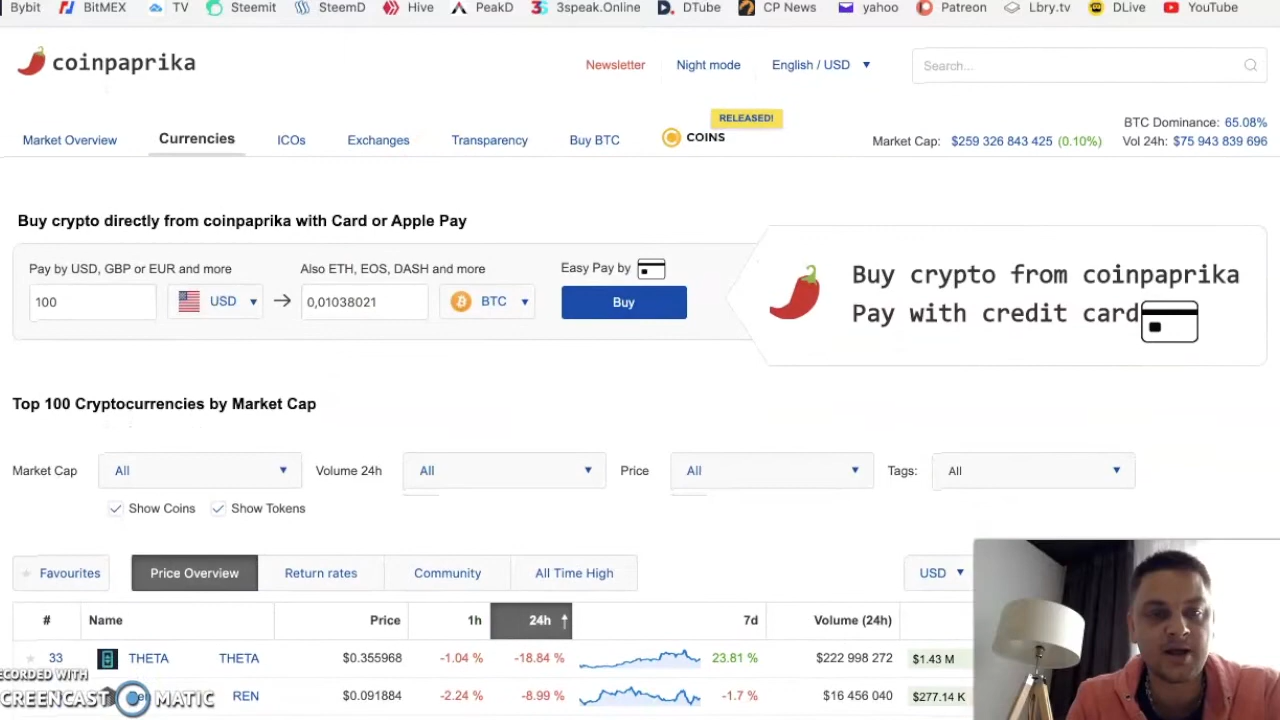 Bybit BitMEX TV Steemit SteemD Hive PeakD 3speak.Online DTube CP News yahoo Patreon Lbry.tv DLive YouTube
coinpaprika
Newsletter Night mode English / USD Search...
RELEASED!
Market Overview Currencies ICOs Exchanges Transparency Buy BTC COINS
BTC Dominance: 65.08%
Market Cap: $259 326 843 425 (0.10%) Vol 24h: $75 943 839 696
Buy crypto directly from coinpaprika with Card or Apple Pay
Pay by USD, GBP or EUR and more Also ETH, EOS, DASH and more Easy Pay by
100 USD 0,01038021 BTC Buy
Buy crypto from coinpaprika
Pay with credit card
Top 100 Cryptocurrencies by Market Cap
Market Cap All Volume 24h All Price All Tags: All
Show Coins Show Tokens
Favourites Price Overview Return rates Community All Time High USD
# Name Price 1h 24h 7d Volume (24h)
33 THETA THETA $0.355968 -1.04 % -18.84 % 23.81 % $222 998 272 $1.43 M
REN $0.091884 -2.24 % -8.99 % -1.7 % $16 456 040 $277.14 K
CORDED WITH
CREENCAST MATIC